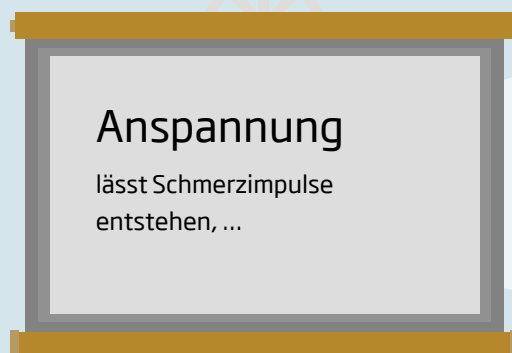 Anspannung
lässt Schmerzimpulse
entstehen, ...